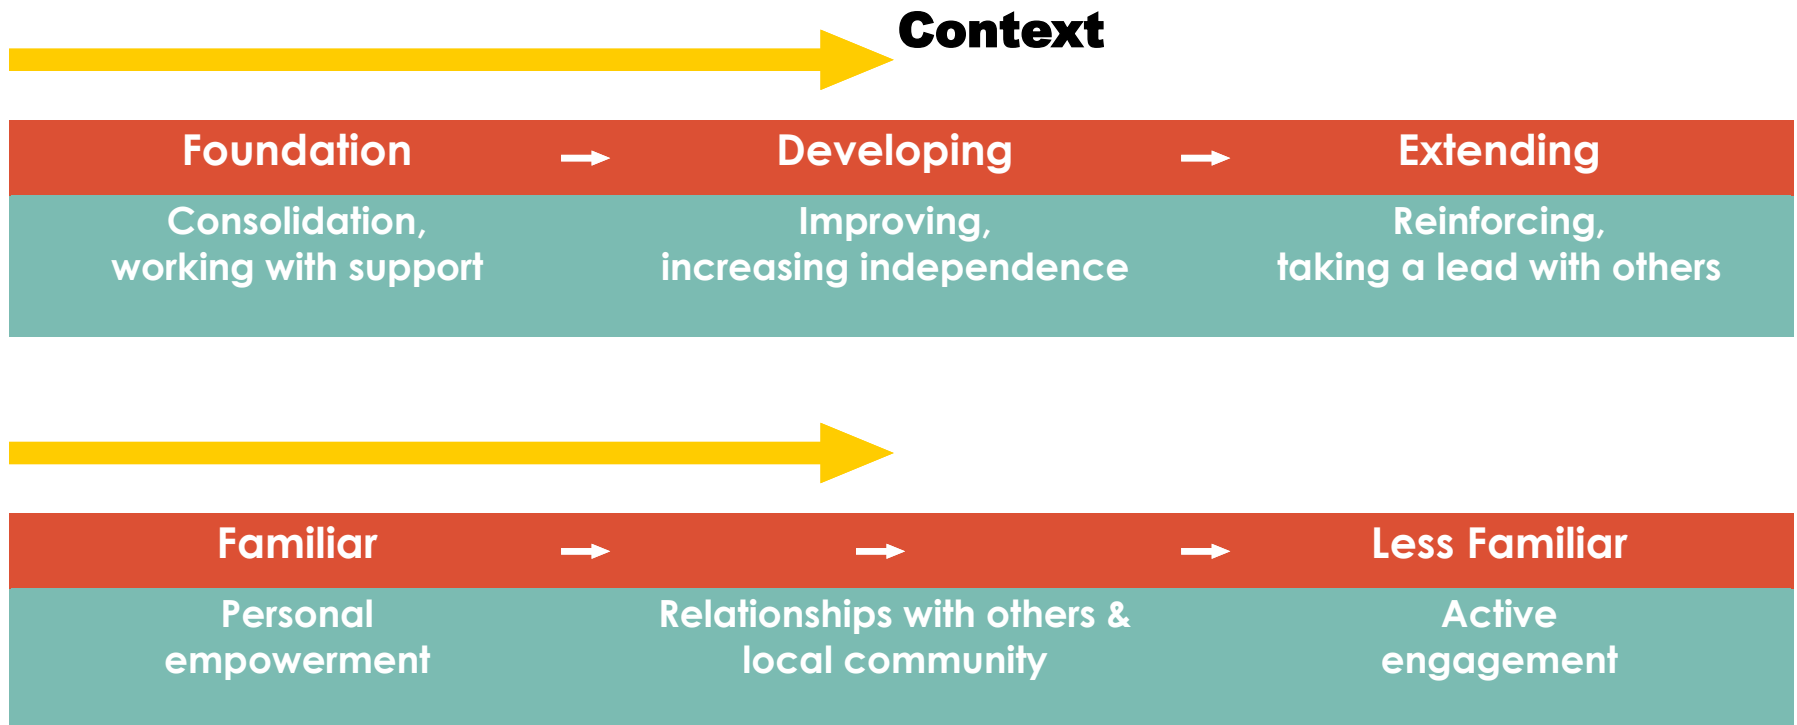 Context
Foundation → Developing → Extending
Consolidation, Improving, Reinforcing,
working with support increasing independence taking a lead with others
Familiar → → → Less Familiar
Personal Relationships with others & Active
empowerment local community engagement